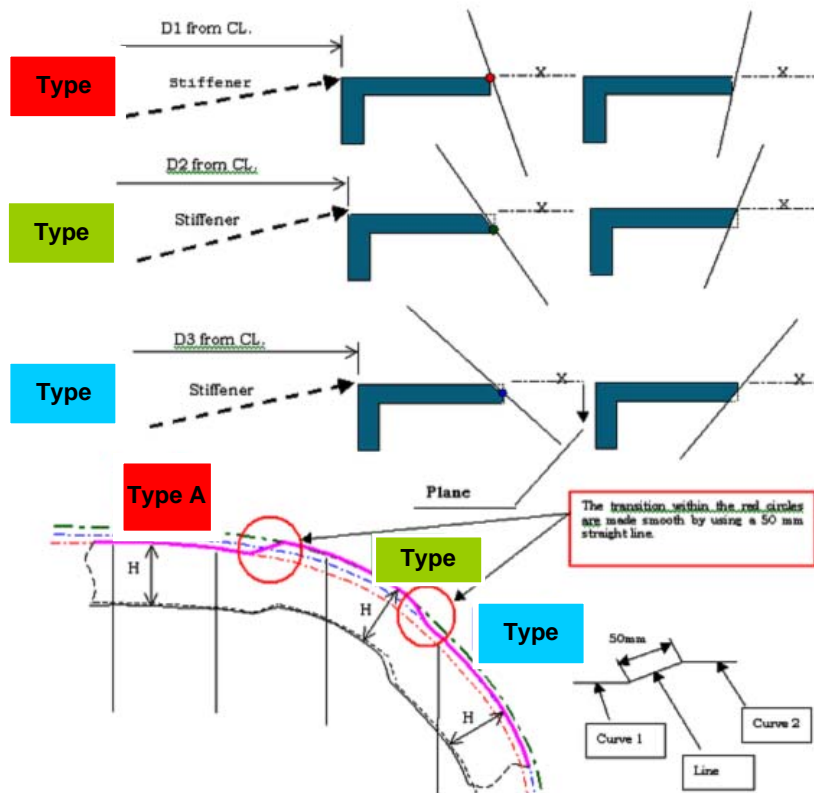 D1 from CL.
Type
Stiffener
X
X
D2 from CL.
Type
Stiffener
X
X
D3 from CL.
Type
Stiffener
X
X
Plane
Type A
The transition within the red circles
are made smooth by using a 50 mm
straight line.
Type
H
H
Type
50mm
H
Curve 1
Curve 2
Line